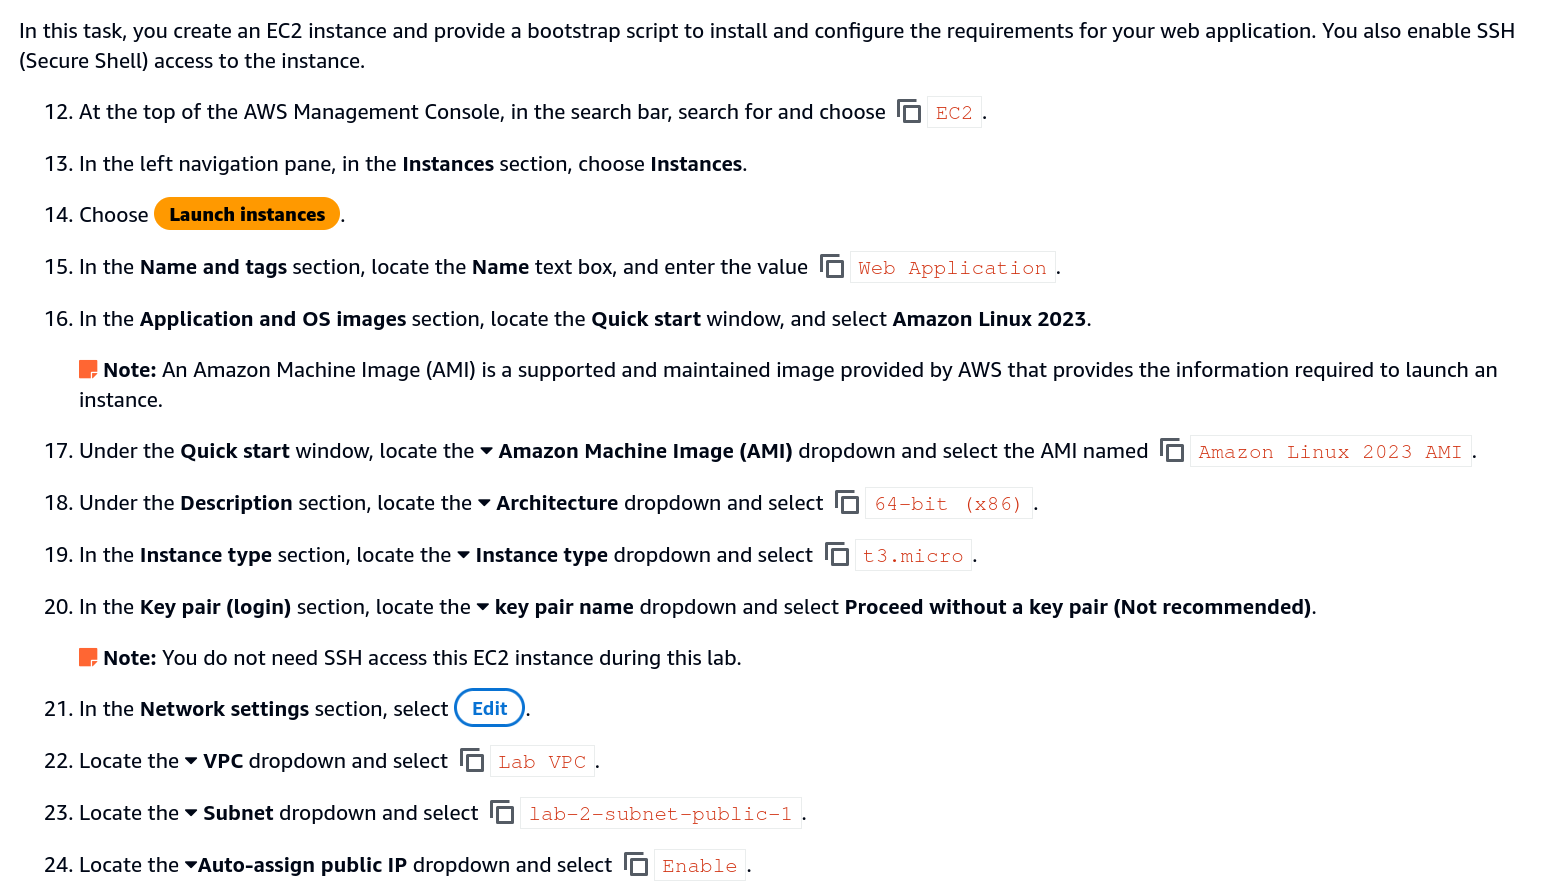 In this task, you create an EC2 instance and provide a bootstrap script to install and configure the requirements for your web application. You also enable SSH
(Secure Shell) access to the instance.
12. At the top of the AWS Management Console, in the search bar, search for and choose EC2.
13. In the left navigation pane, in the Instances section, choose Instances.
14. Choose Launch instances.
15. In the Name and tags section, locate the Name text box, and enter the value Web Application.
16. In the Application and OS images section, locate the Quick start window, and select Amazon Linux 2023.
Note: An Amazon Machine Image (AMI) is a supported and maintained image provided by AWS that provides the information required to launch an
instance.
17. Under the Quick start window, locate the Amazon Machine Image (AMI) dropdown and select the AMI named Amazon Linux 2023 AMI.
18. Under the Description section, locate the Architecture dropdown and select 64-bit (x86).
19. In the Instance type section, locate the Instance type dropdown and select t3.micro.
20. In the Key pair (login) section, locate the key pair name dropdown and select Proceed without a key pair (Not recommended).
Note: You do not need SSH access this EC2 instance during this lab.
21. In the Network settings section, select Edit.
22. Locate the VPC dropdown and select Lab VPC.
23. Locate the Subnet dropdown and select lab-2-subnet-public-1.
24. Locate the Auto-assign public IP dropdown and select Enable.